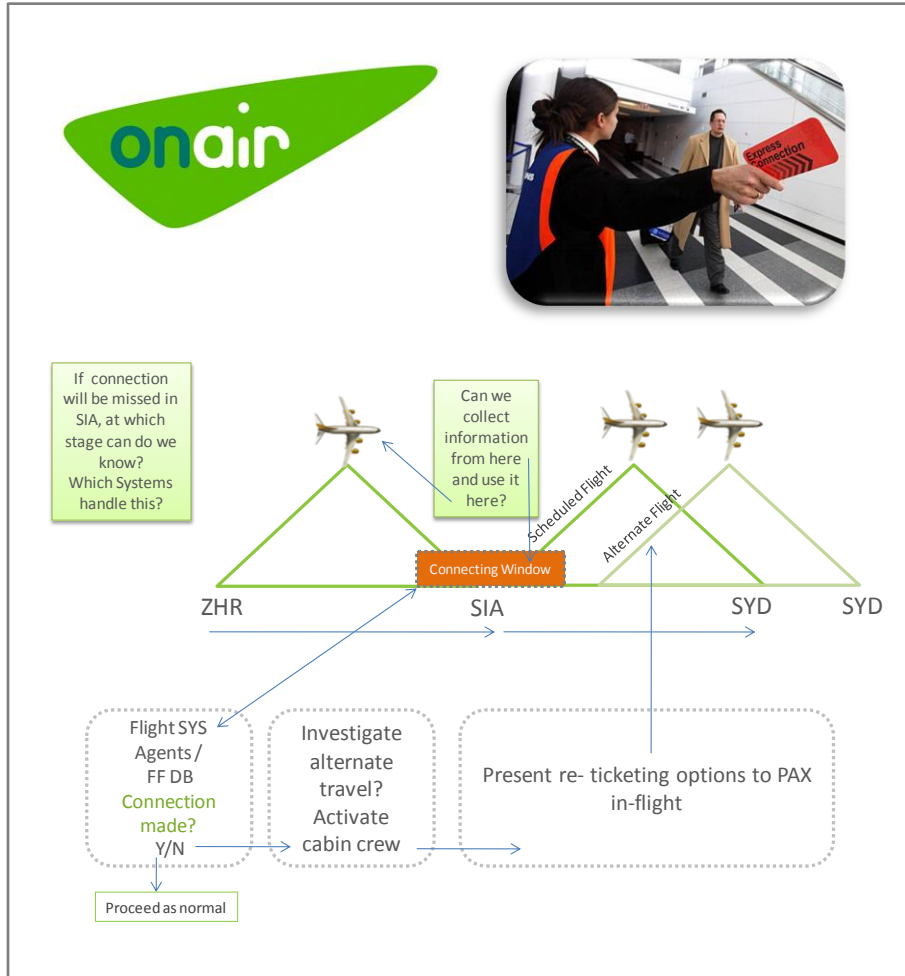 onair
Express
Connection
If connection
will be missed in
SIA, at which
stage can do we
know?
Which Systems
handle this?
Can we
collect
information
from here
and use it
here?
Scheduled Flight
Alternate Flight
Connecting Window
ZHR
SIA
SYD
SYD
Flight SYS
Agents /
FF DB
Connection
made?
Y/N
Investigate
alternate
travel?
Activate
cabin crew
Present re- ticketing options to PAX
in-flight
Proceed as normal